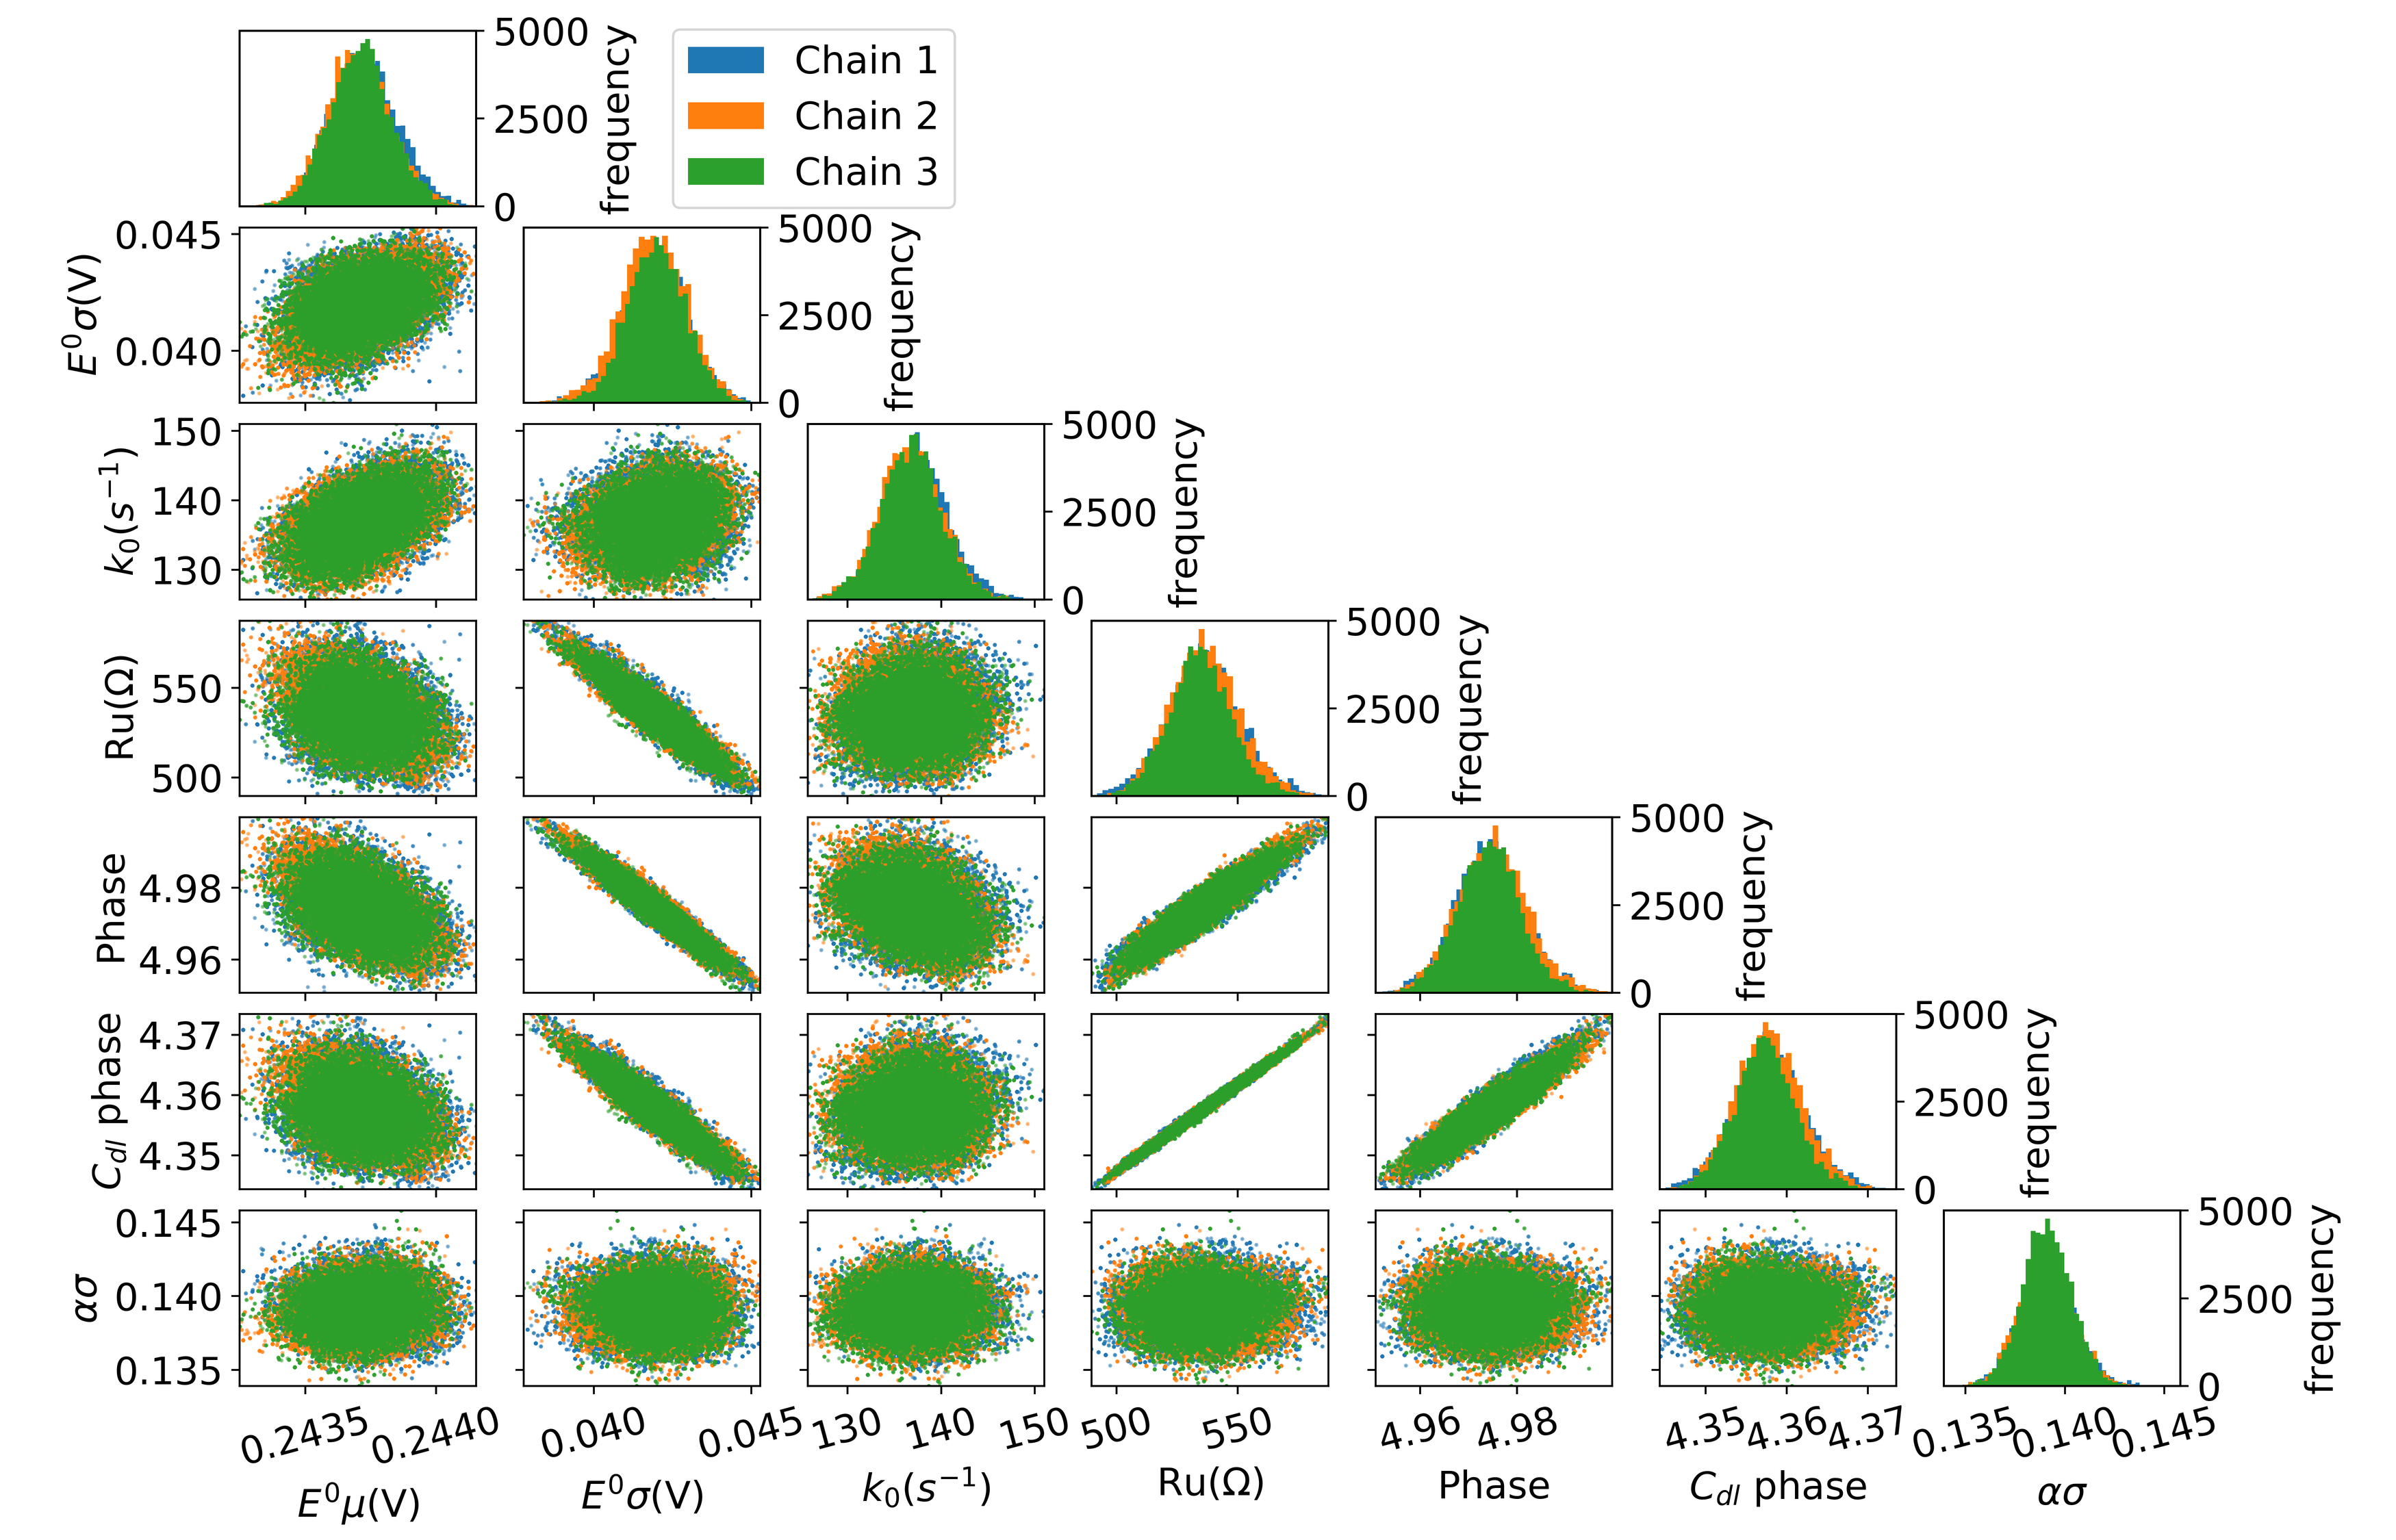 5000
2500
0
frequency
Chain 1
Chain 2
Chain 3
0.045
0.040
E⁰σ(V)
5000
2500
0
frequency
150
140
130
k₀(s⁻¹)
5000
2500
0
frequency
550
500
Ru(Ω)
5000
2500
0
frequency
4.98
4.96
Phase
5000
2500
0
frequency
4.37
4.36
4.35
C_dl phase
5000
2500
0
frequency
0.145
0.140
0.135
ασ
5000
2500
0
frequency
0.2435 0.2440 0.040 0.045 130 140 150 500 550 4.96 4.98 4.35 4.36 4.37 0.135 0.140 0.145
E⁰μ(V) E⁰σ(V) k₀(s⁻¹) Ru(Ω) Phase C_dl phase ασ